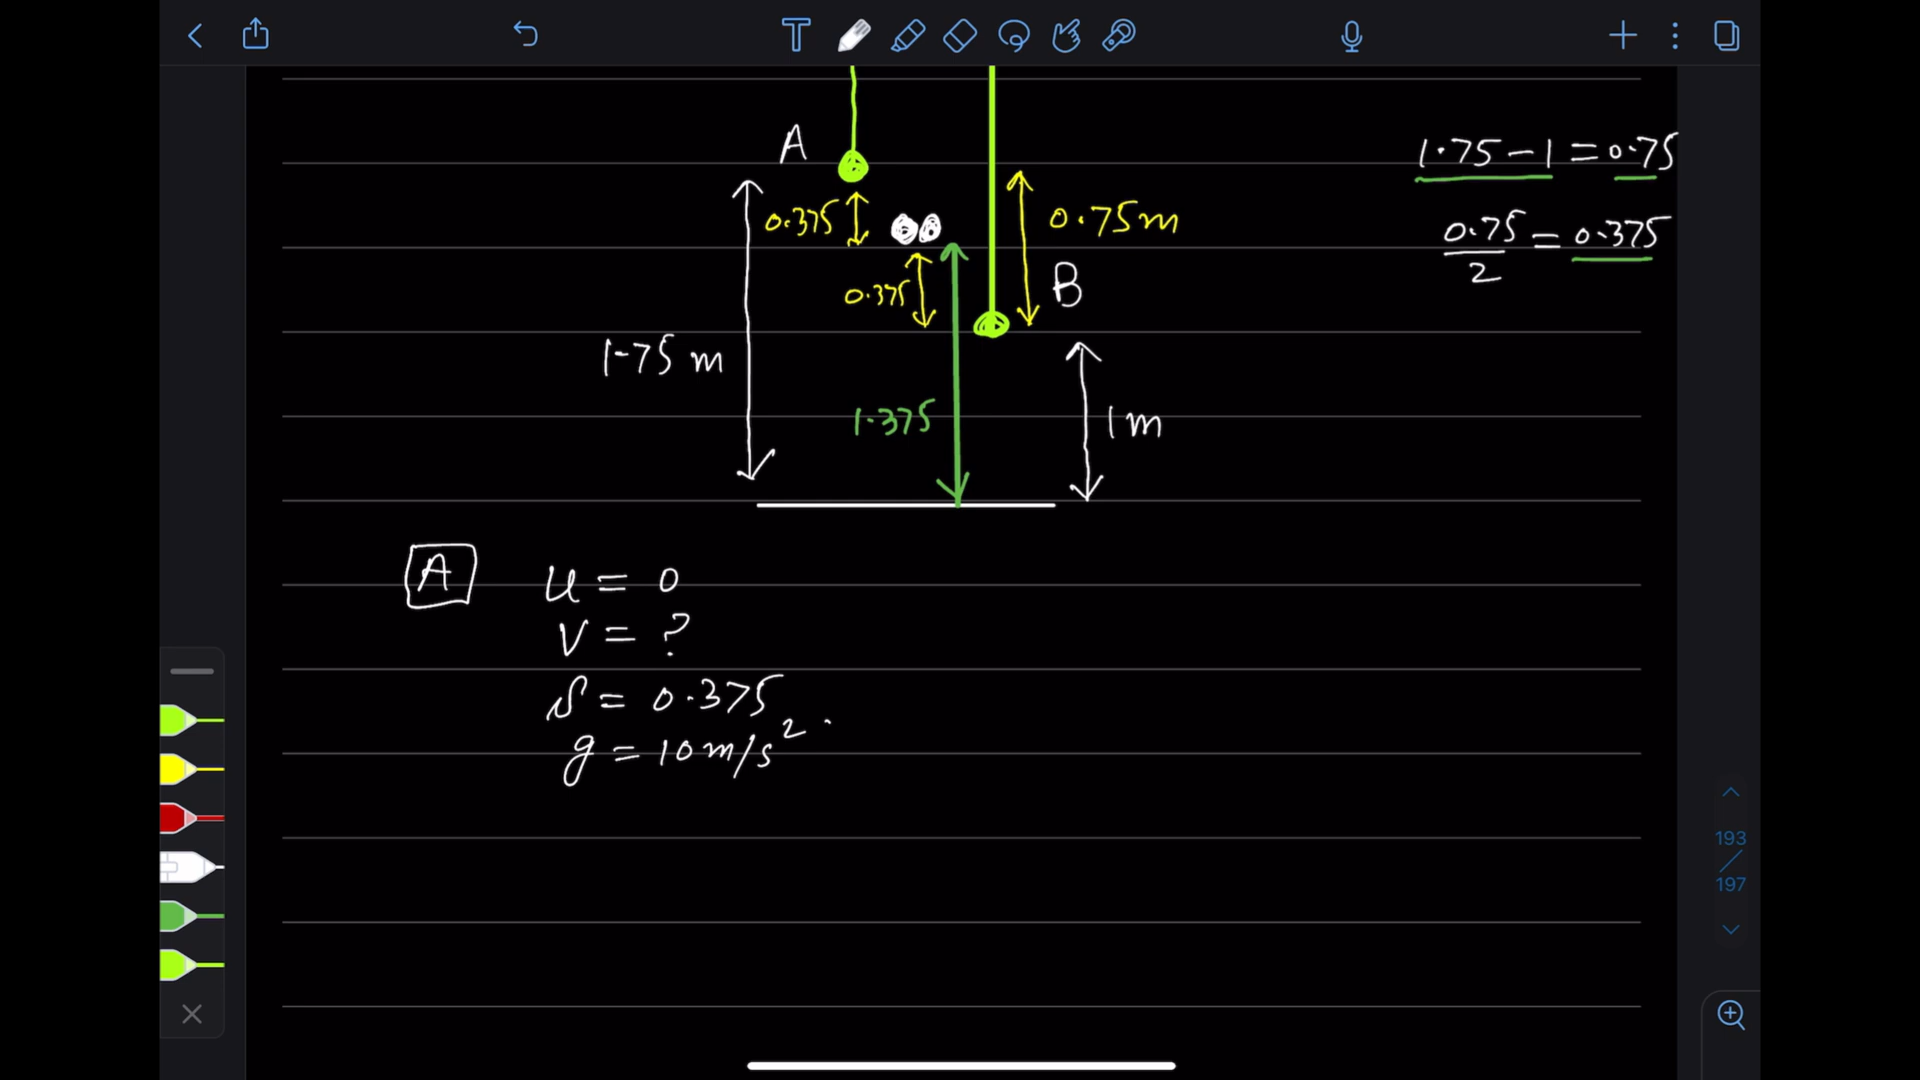 A
1.75 - 1 = 0.75
0.375
0.75m
0.75/2 = 0.375
0.375
B
1.75 m
1.375
1m
A
u = 0
v = ?
s = 0.375
g = 10 m/s²
193
197